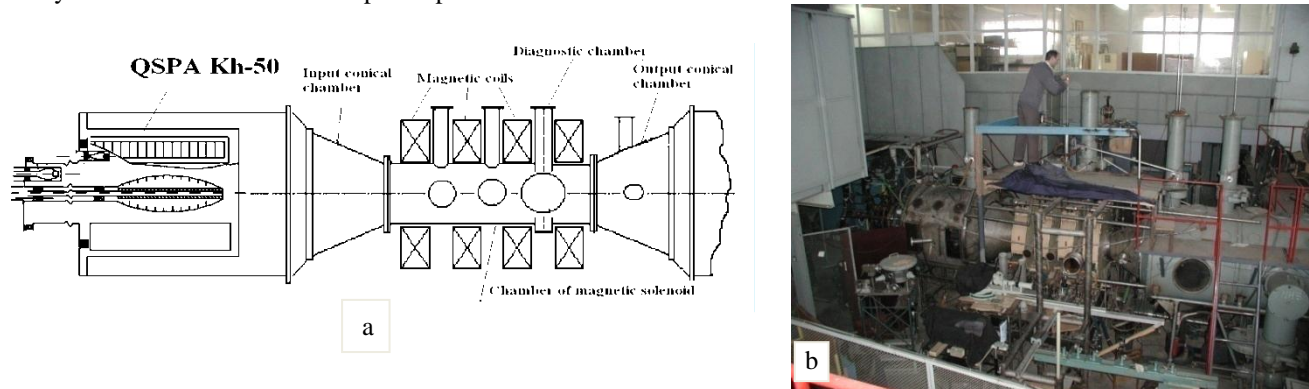 QSPA Kh-50
Input conical
chamber
Magnetic coils
Diagnostic chamber
Output conical
chamber
Chamber of magnetic solenoid
a
b